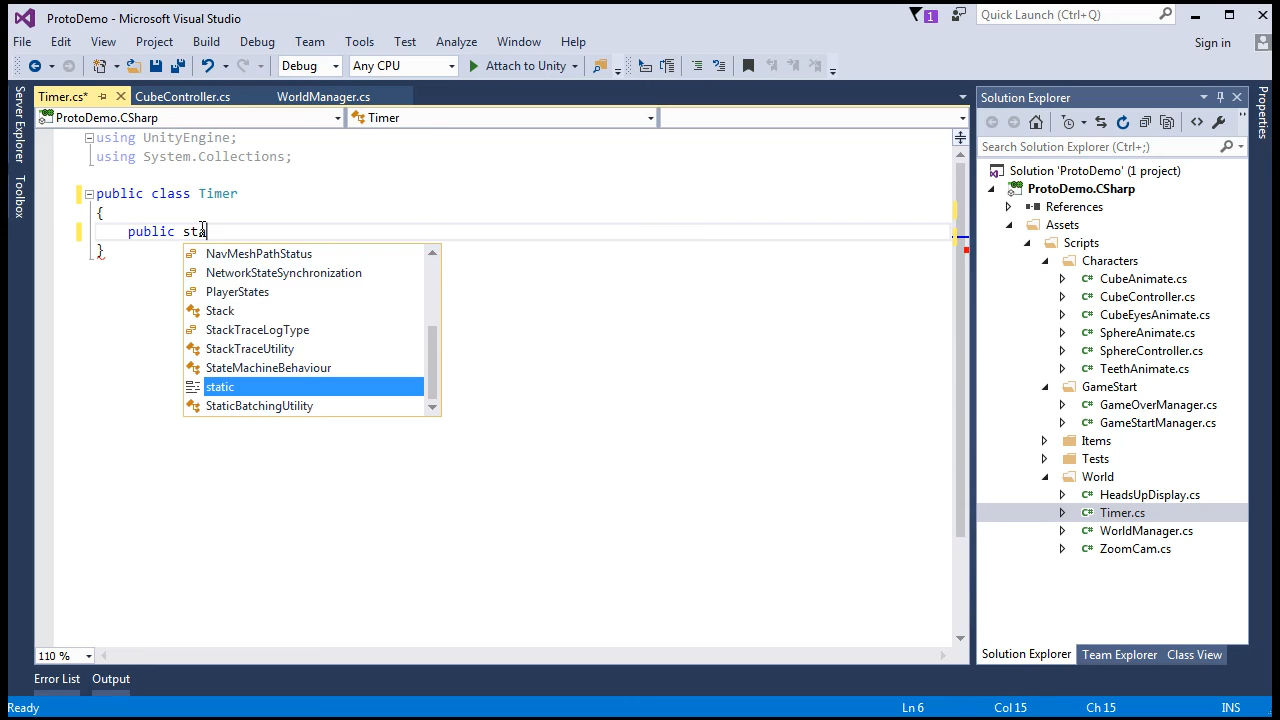 ProtoDemo - Microsoft Visual Studio
1
Quick Launch (Ctrl+Q)
File Edit View Project Build Debug Team Tools Test Analyze Window Help
Sign in
Debug Any CPU Attach to Unity
Server Explorer
Toolbox
Timer.cs* CubeController.cs WorldManager.cs
ProtoDemo.CSharp Timer
using UnityEngine;
using System.Collections;
public class Timer
{
public sta
}
NavMeshPathStatus
NetworkStateSynchronization
PlayerStates
Stack
StackTraceLogType
StackTraceUtility
StateMachineBehaviour
static
StaticBatchingUtility
110 %
Solution Explorer
Search Solution Explorer (Ctrl+;)
Solution 'ProtoDemo' (1 project)
ProtoDemo.CSharp
References
Assets
Scripts
Characters
C# CubeAnimate.cs
C# CubeController.cs
C# CubeEyesAnimate.cs
C# SphereAnimate.cs
C# SphereController.cs
C# TeethAnimate.cs
GameStart
C# GameOverManager.cs
C# GameStartManager.cs
Items
Tests
World
C# HeadsUpDisplay.cs
C# Timer.cs
C# WorldManager.cs
C# ZoomCam.cs
Solution Explorer Team Explorer Class View
Properties
Error List Output
Ready Ln 6 Col 15 Ch 15 INS